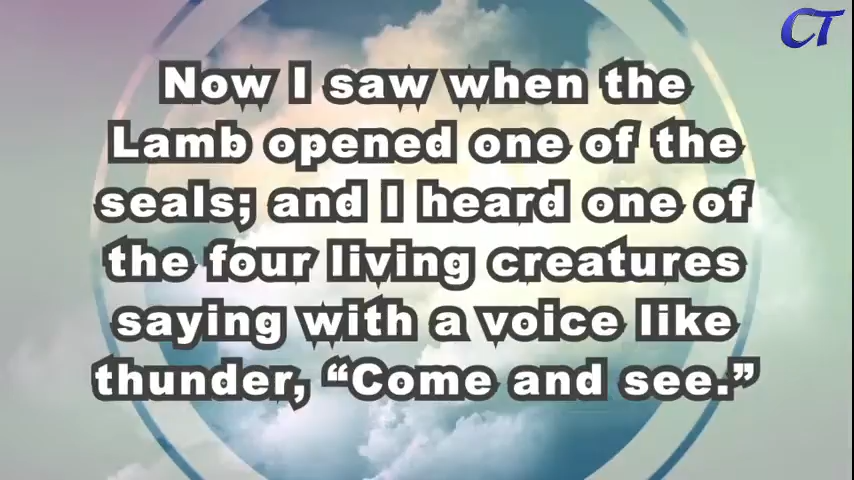 CT
Now I saw when the
Lamb opened one of the
seals; and I heard one of
the four living creatures
saying with a voice like
thunder, “Come and see.”